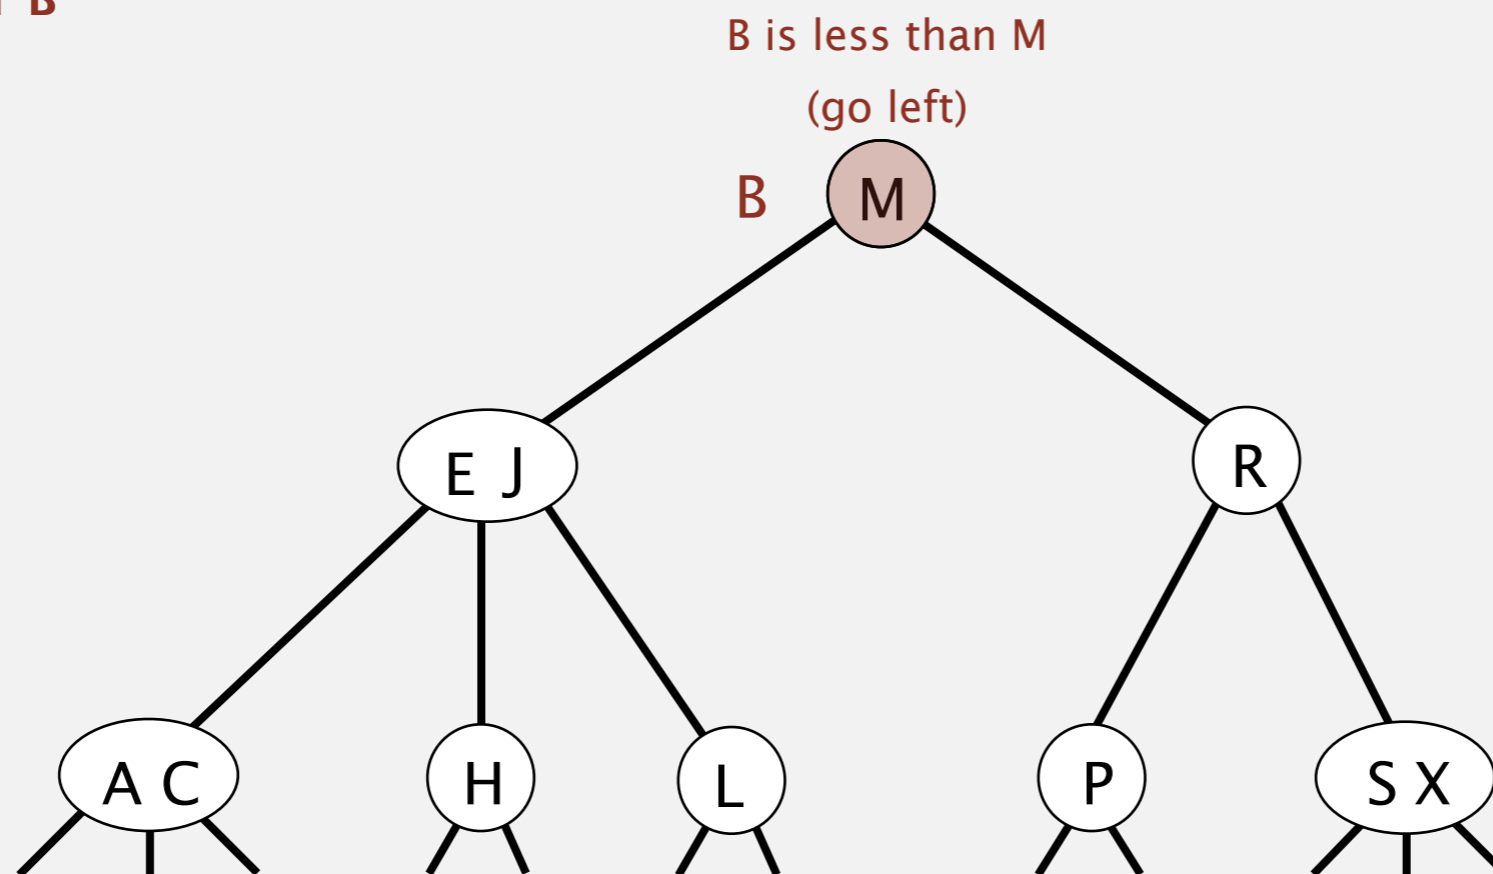 B
B is less than M
(go left)
B M
E J R
A C H L P S X